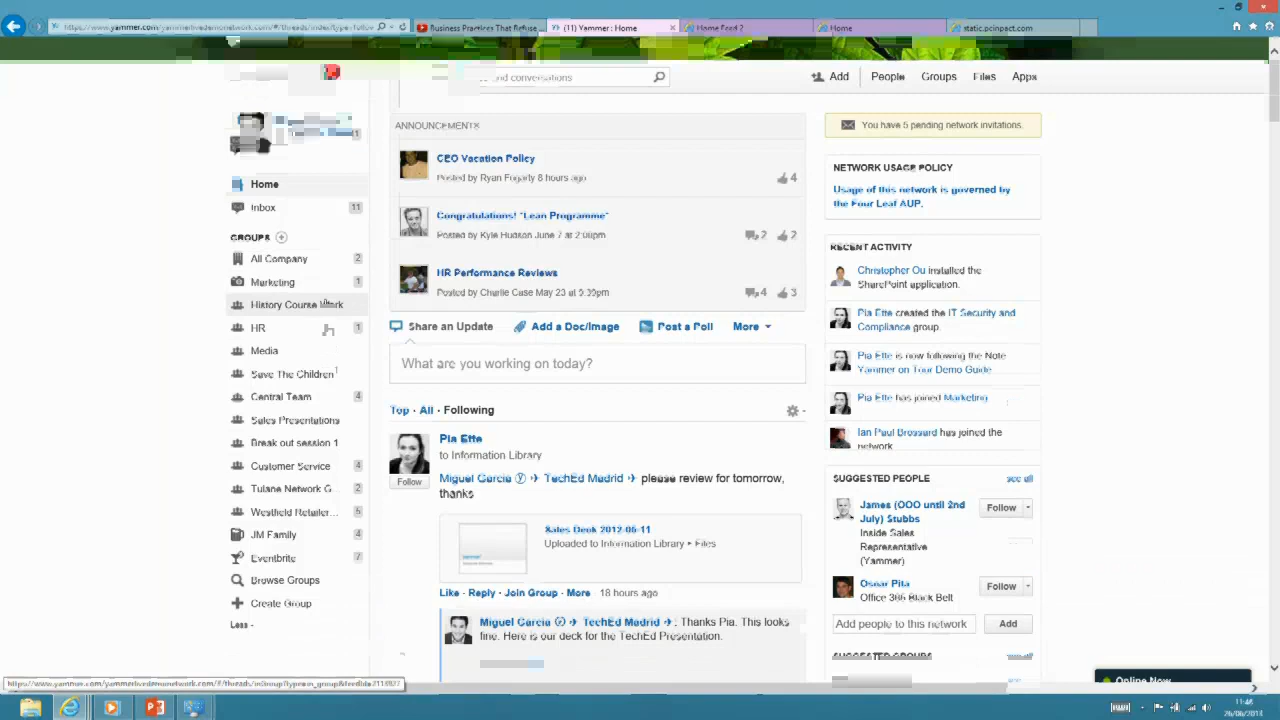 Business Practices That Refuse
(11) Yammer : Home
Home Feed 2
Home
static.pcinpect.com
and conversations
Add
People
Groups
Files
Apps
1
Home
Inbox
11
GROUPS
All Company
2
Marketing
1
History Course Work
HR
1
Media
Save The Children
1
Central Team
4
Sales Presentations
Break out session 1
Customer Service
4
Tulane Network G...
2
Westfield Retailer...
5
JM Family
Eventbrite
7
Browse Groups
Create Group
Less -
ANNOUNCEMENTS
CEO Vacation Policy
Posted by Ryan Fogarty 8 hours ago
4
Congratulations! "Lean Programme"
Posted by Kyle Hudson June 7 at 2:00pm
2
2
HR Performance Reviews
Posted by Charlie Case May 23 at 9:39pm
4
3
Share an Update
Add a Doc/Image
Post a Poll
More
What are you working on today?
Top · All · Following
Pia Ette
to Information Library
Follow
Miguel Garcia TechEd Madrid please review for tomorrow,
thanks
Sales Desk 2012-06-11
Uploaded to Information Library • Files
Like · Reply · Join Group · More
18 hours ago
Miguel Garcia TechEd Madrid : Thanks Pia. This looks
fine. Here is our deck for the TechEd Presentation.
You have 5 pending network invitations.
NETWORK USAGE POLICY
Usage of this network is governed by
the Four Leaf AUP.
RECENT ACTIVITY
Christopher Ou installed the
SharePoint application.
Pia Ette created the IT Security and
Compliance group.
Pia Ette is now following the Note
Yammer on Tour Demo Guide
Pia Ette has joined Marketing
Ian Paul Brossard has joined the
network
SUGGESTED PEOPLE
see all
James (OOO until 2nd
July) Stubbs
Inside Sales
Representative
(Yammer)
Follow
Oscar Pita
Office 365 Black Belt
Follow
Add people to this network
Add
SUGGESTED GROUPS
Online Now
11:46